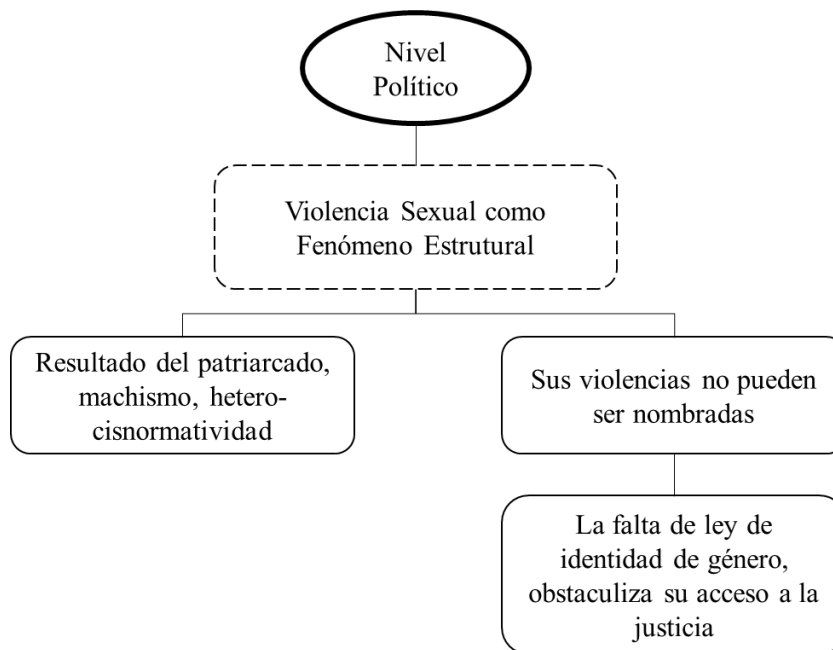 Nivel
Político
Violencia Sexual como
Fenómeno Estrutural
Resultado del patriarcado,
machismo, hetero-
cisnormatividad
Sus violencias no pueden
ser nombradas
La falta de ley de
identidad de género,
obstaculiza su acceso a la
justicia